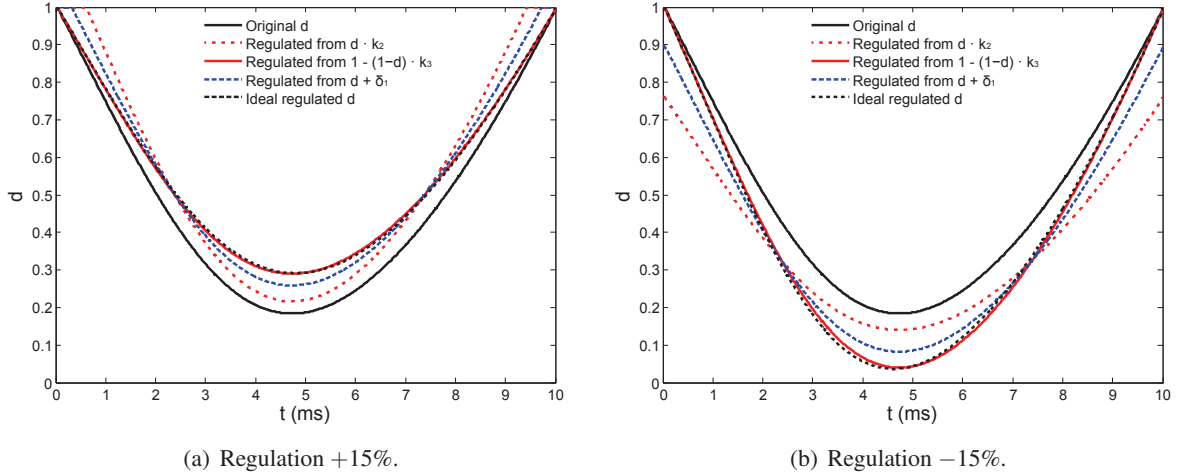 Original d
Regulated from d · k₂
Regulated from 1 - (1−d) · k₃
Regulated from d + δ₁
Ideal regulated d
1
0.9
0.8
0.7
0.6
0.5
0.4
0.3
0.2
0.1
0
d
0 1 2 3 4 5 6 7 8 9 10
t (ms)
(a) Regulation +15%.
Original d
Regulated from d · k₂
Regulated from 1 - (1−d) · k₃
Regulated from d + δ₁
Ideal regulated d
1
0.9
0.8
0.7
0.6
0.5
0.4
0.3
0.2
0.1
0
d
0 1 2 3 4 5 6 7 8 9 10
t (ms)
(b) Regulation −15%.